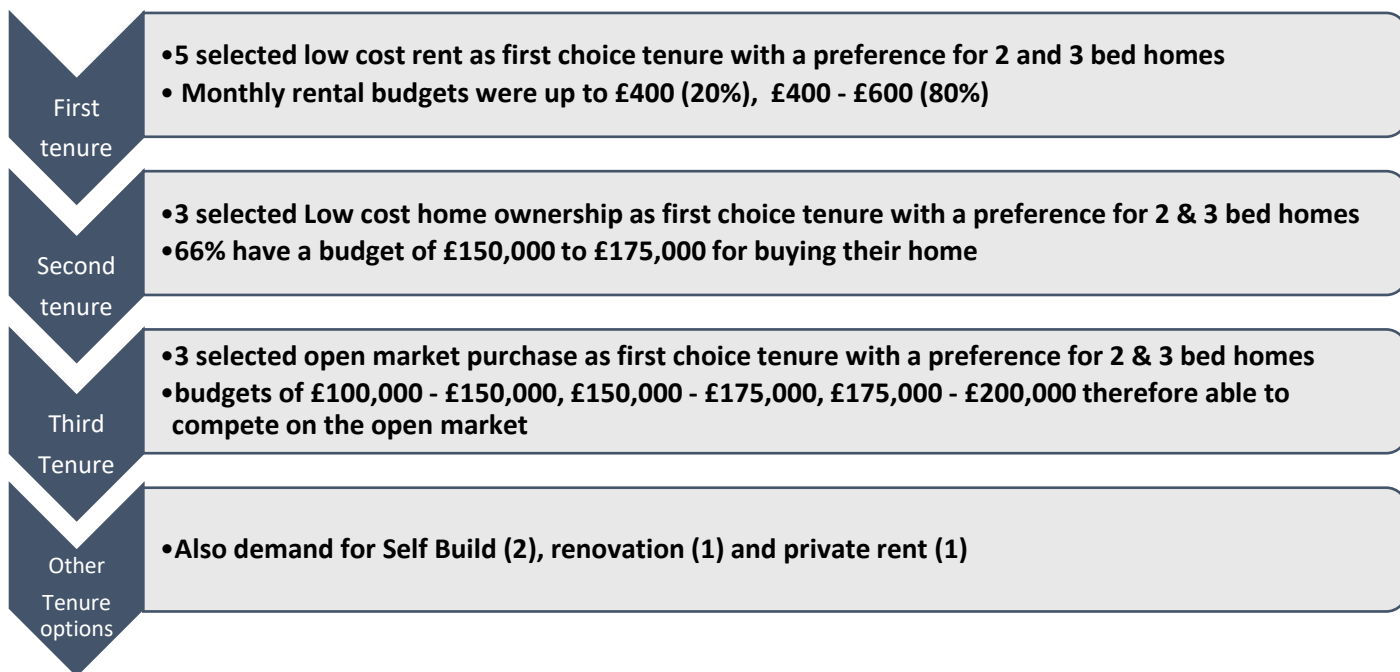 First
tenure
•5 selected low cost rent as first choice tenure with a preference for 2 and 3 bed homes
• Monthly rental budgets were up to £400 (20%), £400 - £600 (80%)
Second
tenure
•3 selected Low cost home ownership as first choice tenure with a preference for 2 & 3 bed homes
•66% have a budget of £150,000 to £175,000 for buying their home
Third
Tenure
•3 selected open market purchase as first choice tenure with a preference for 2 & 3 bed homes
•budgets of £100,000 - £150,000, £150,000 - £175,000, £175,000 - £200,000 therefore able to
compete on the open market
Other
Tenure
options
•Also demand for Self Build (2), renovation (1) and private rent (1)